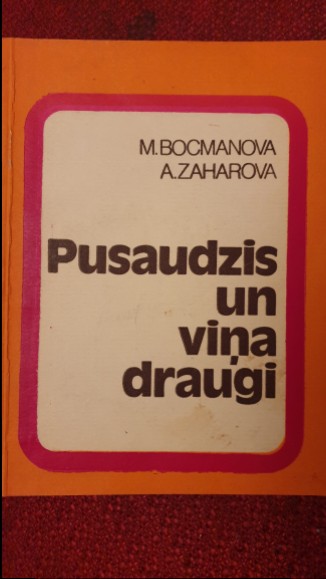 M.BOCMANOVA
A.ZAHAROVA
Pusaudzis
un
viņa
draugi